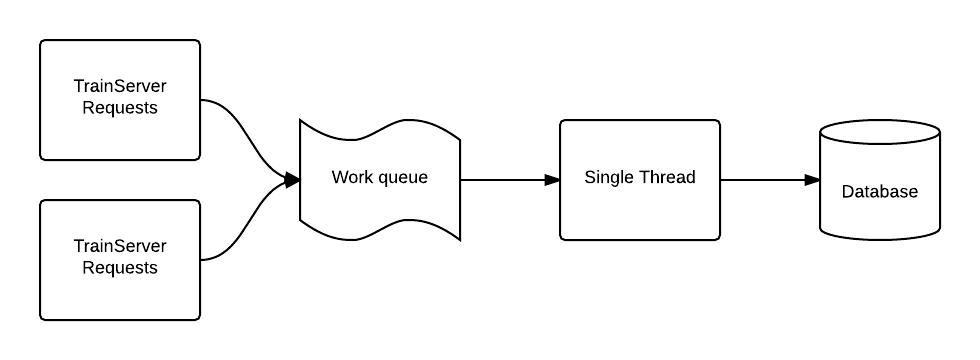 TrainServer
Requests
TrainServer
Requests
Work queue
Single Thread
Database